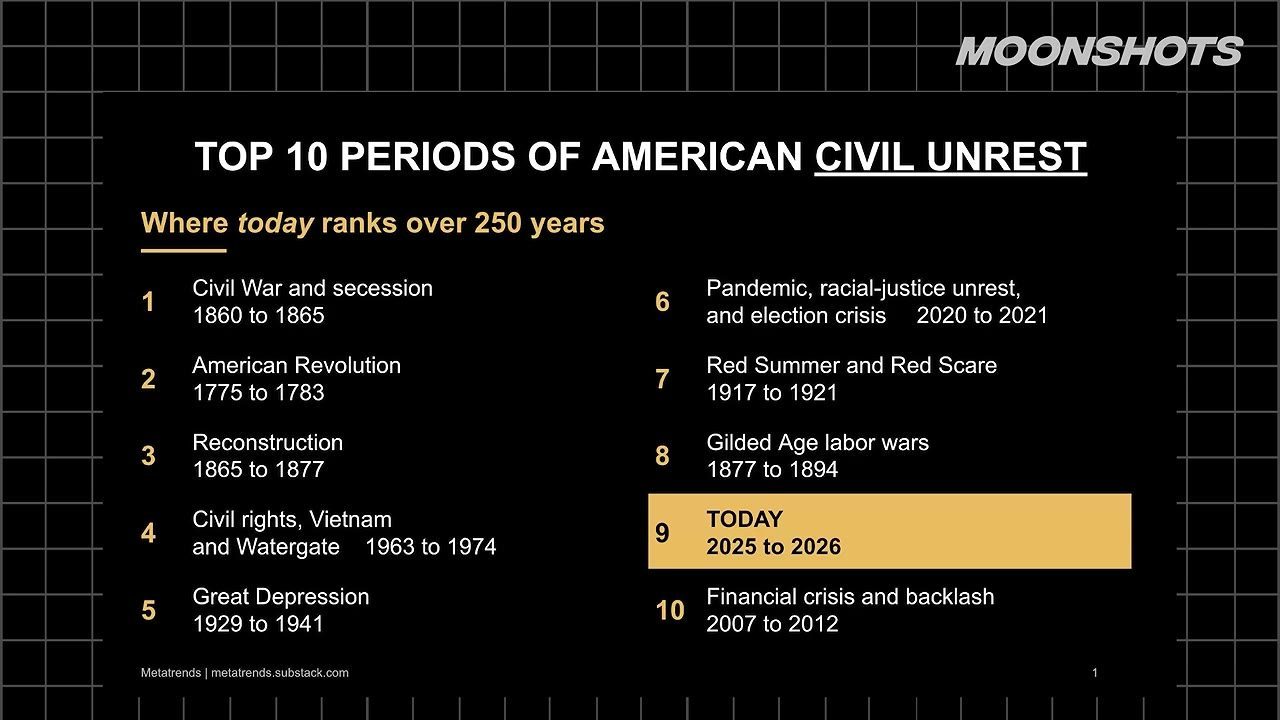 MOONSHOTS
TOP 10 PERIODS OF AMERICAN CIVIL UNREST
Where today ranks over 250 years
1
Civil War and secession
1860 to 1865
2
American Revolution
1775 to 1783
3
Reconstruction
1865 to 1877
4
Civil rights, Vietnam
and Watergate 1963 to 1974
5
Great Depression
1929 to 1941
6
Pandemic, racial-justice unrest,
and election crisis 2020 to 2021
7
Red Summer and Red Scare
1917 to 1921
8
Gilded Age labor wars
1877 to 1894
9
TODAY
2025 to 2026
10
Financial crisis and backlash
2007 to 2012
Metatrends | metatrends.substack.com
1